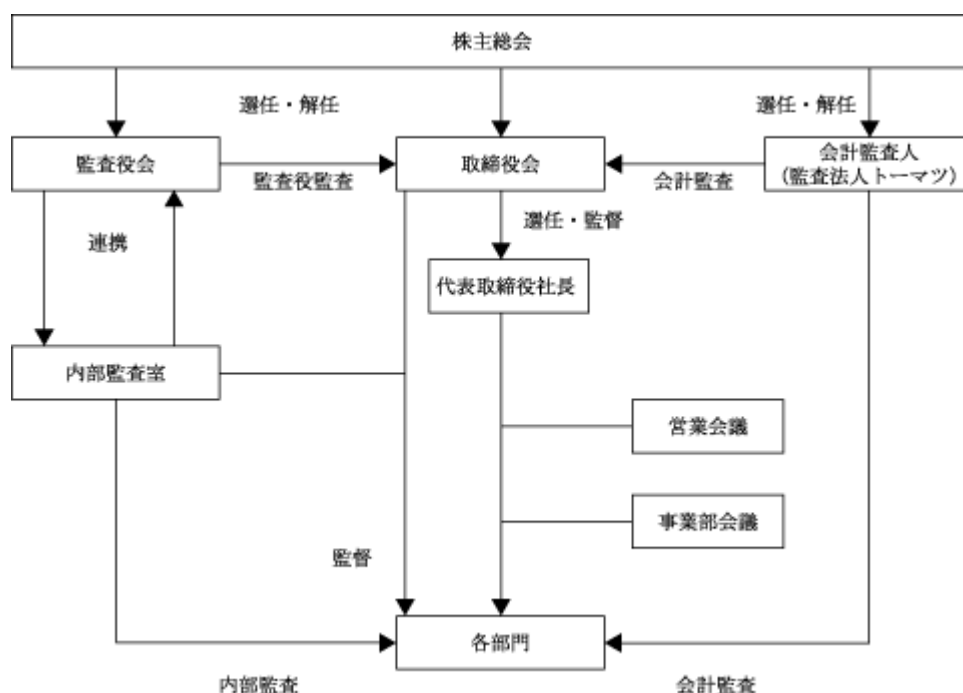 株主総会
選任・解任
選任・解任
監査役会
取締役会
会計監査人
（監査法人トーマツ）
監査役監査
会計監査
連携
選任・監督
代表取締役社長
内部監査室
営業会議
事業部会議
監督
各部門
内部監査
会計監査